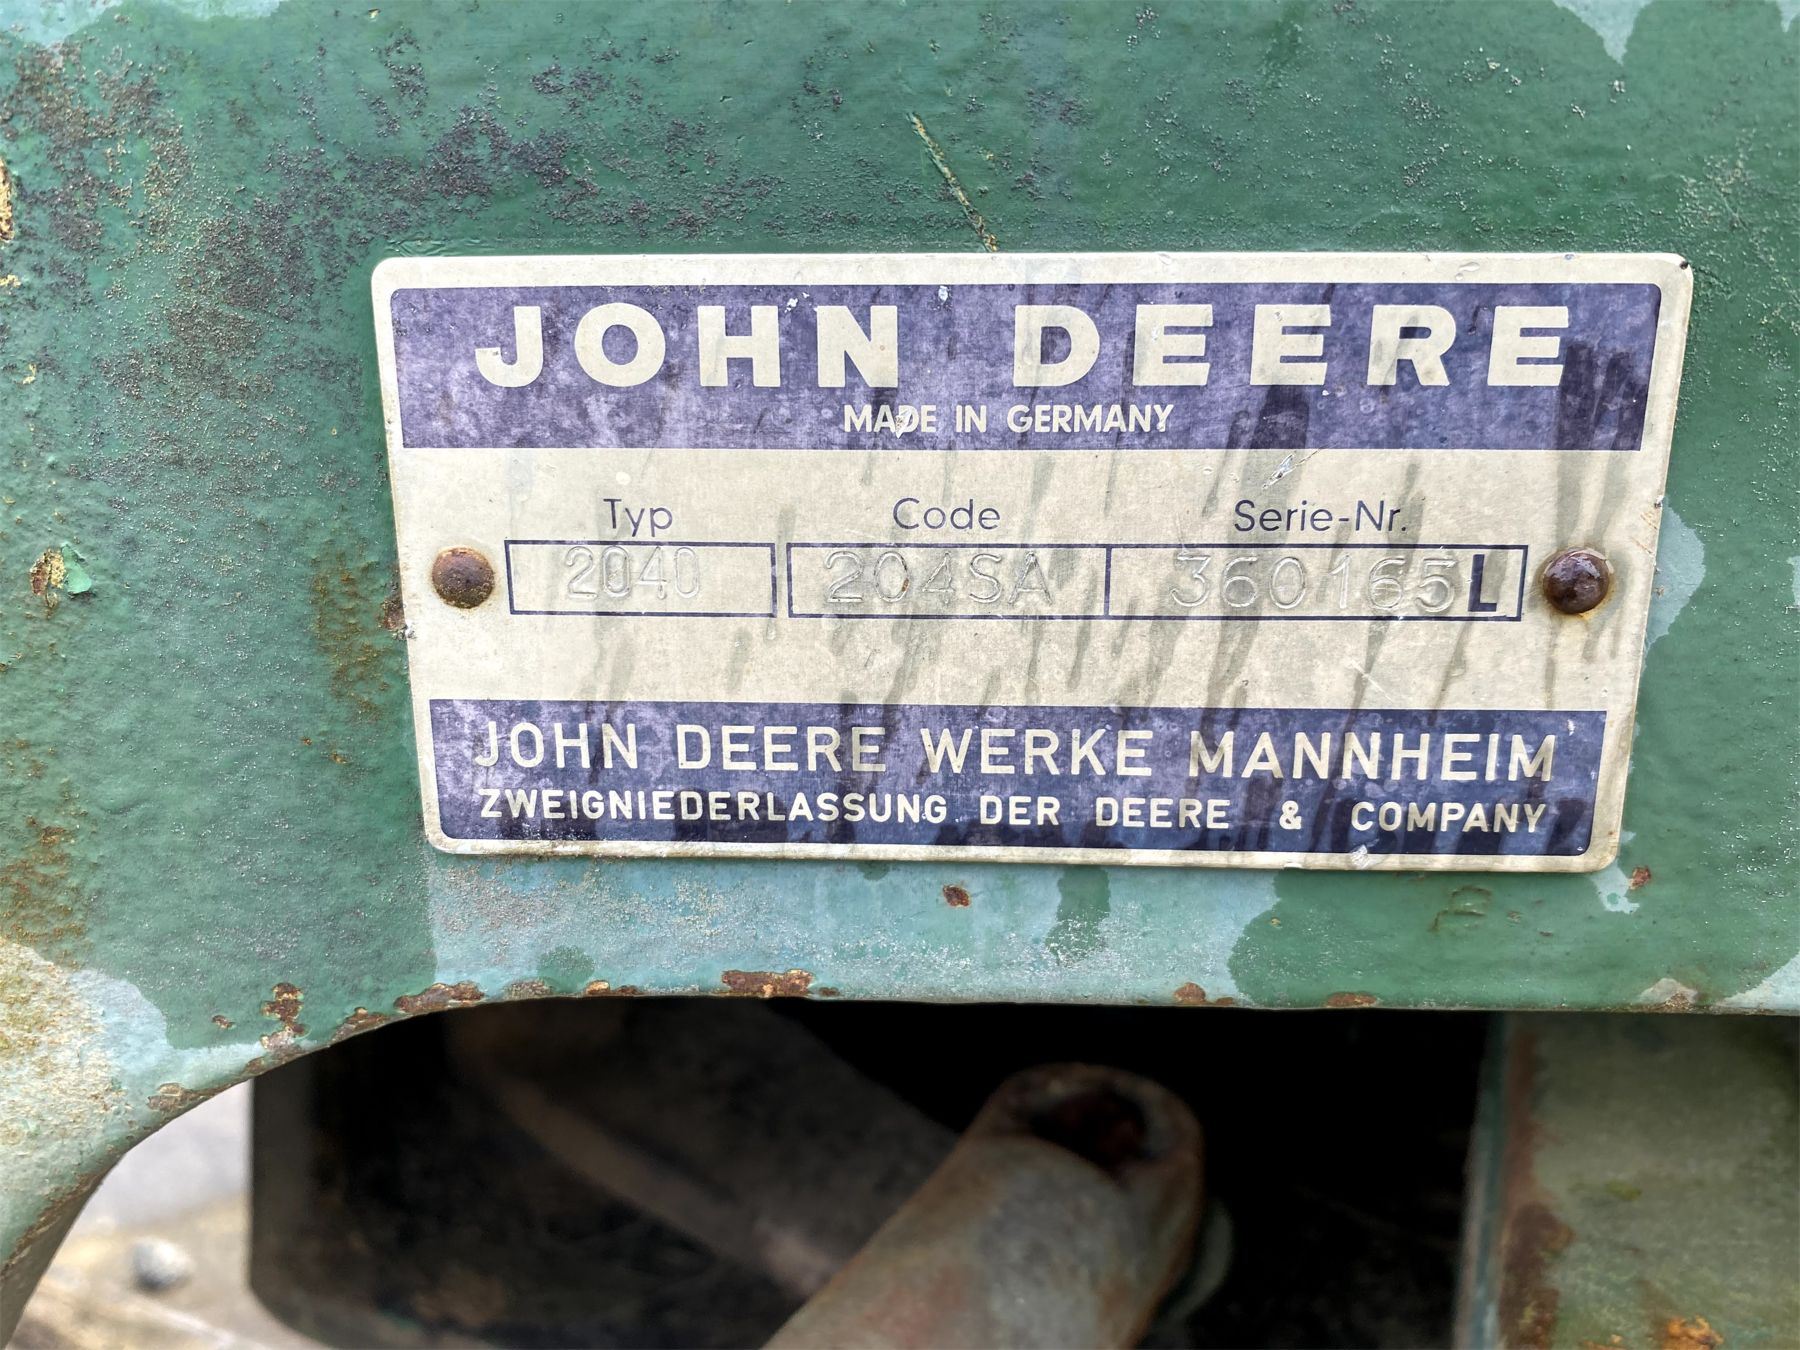 JOHN DEERE
MADE IN GERMANY
Typ Code Serie-Nr.
2040 204SA 360165L
JOHN DEERE WERKE MANNHEIM
ZWEIGNIEDERLASSUNG DER DEERE & COMPANY